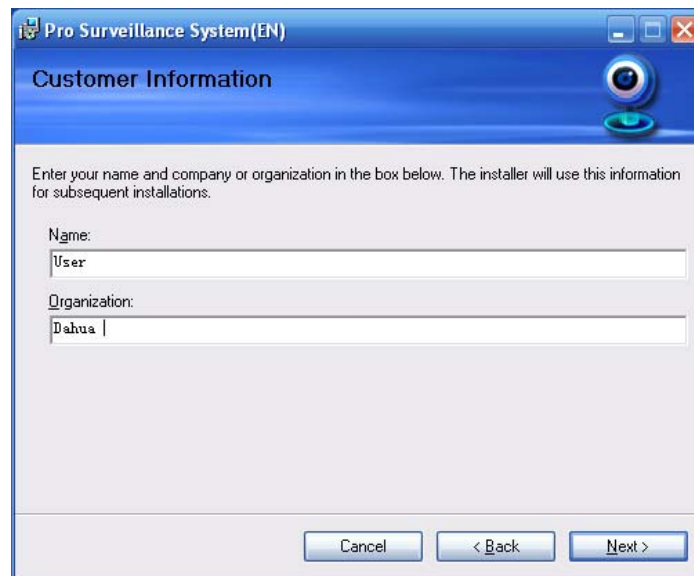 Pro Surveillance System(EN)
Customer Information
Enter your name and company or organization in the box below. The installer will use this information
for subsequent installations.
Name:
User
Organization:
Dahua
Cancel
< Back
Next >